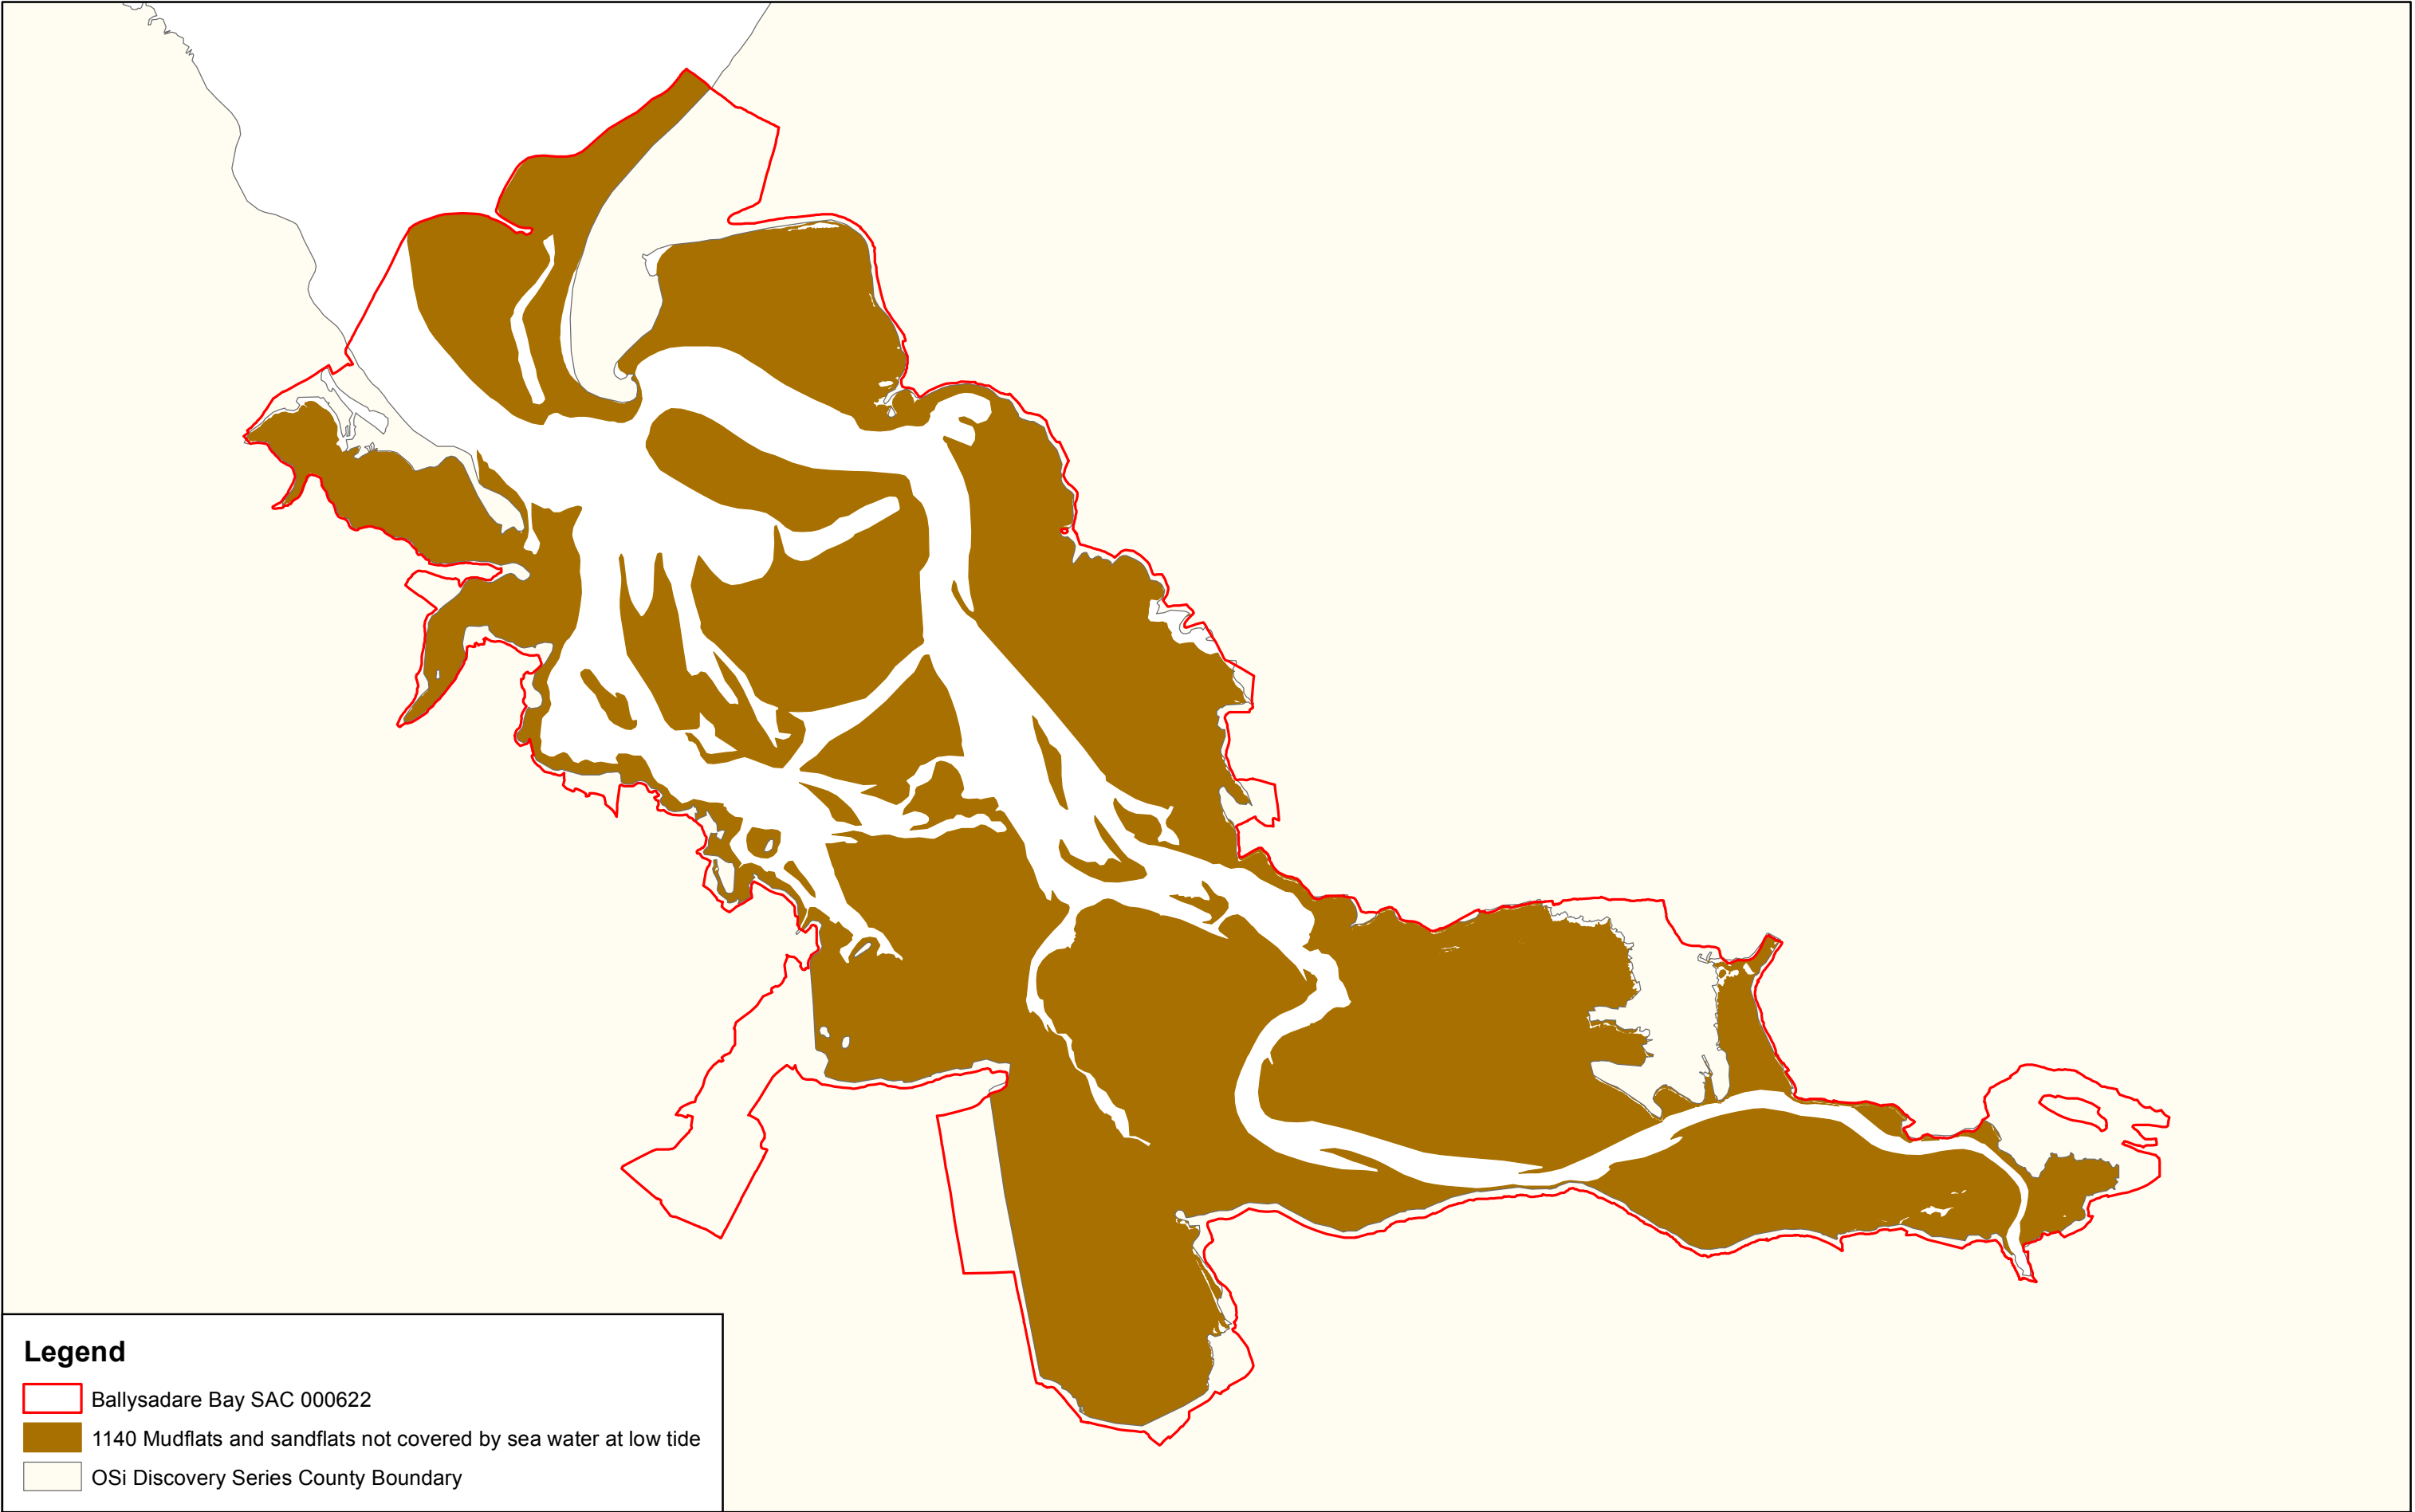 Legend
Ballysadare Bay SAC 000622
1140 Mudflats and sandflats not covered by sea water at low tide
OSi Discovery Series County Boundary